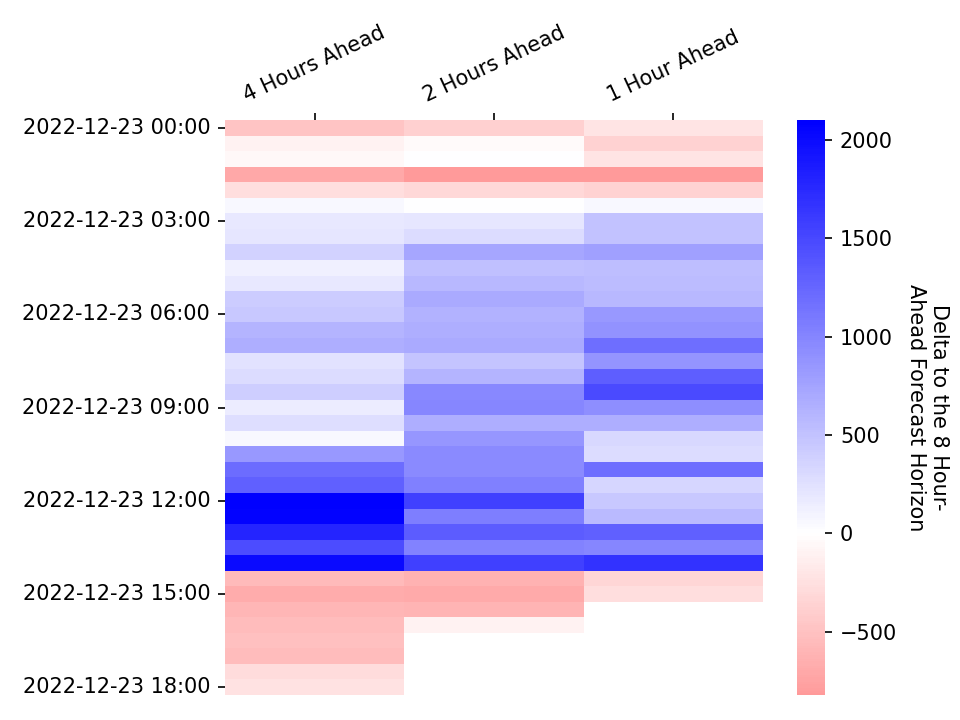 4 Hours Ahead
2 Hours Ahead
1 Hour Ahead
2022-12-23 00:00
2022-12-23 03:00
2022-12-23 06:00
2022-12-23 09:00
2022-12-23 12:00
2022-12-23 15:00
2022-12-23 18:00
2000
1500
1000
500
0
−500
Delta to the 8 Hour-
Ahead Forecast Horizon